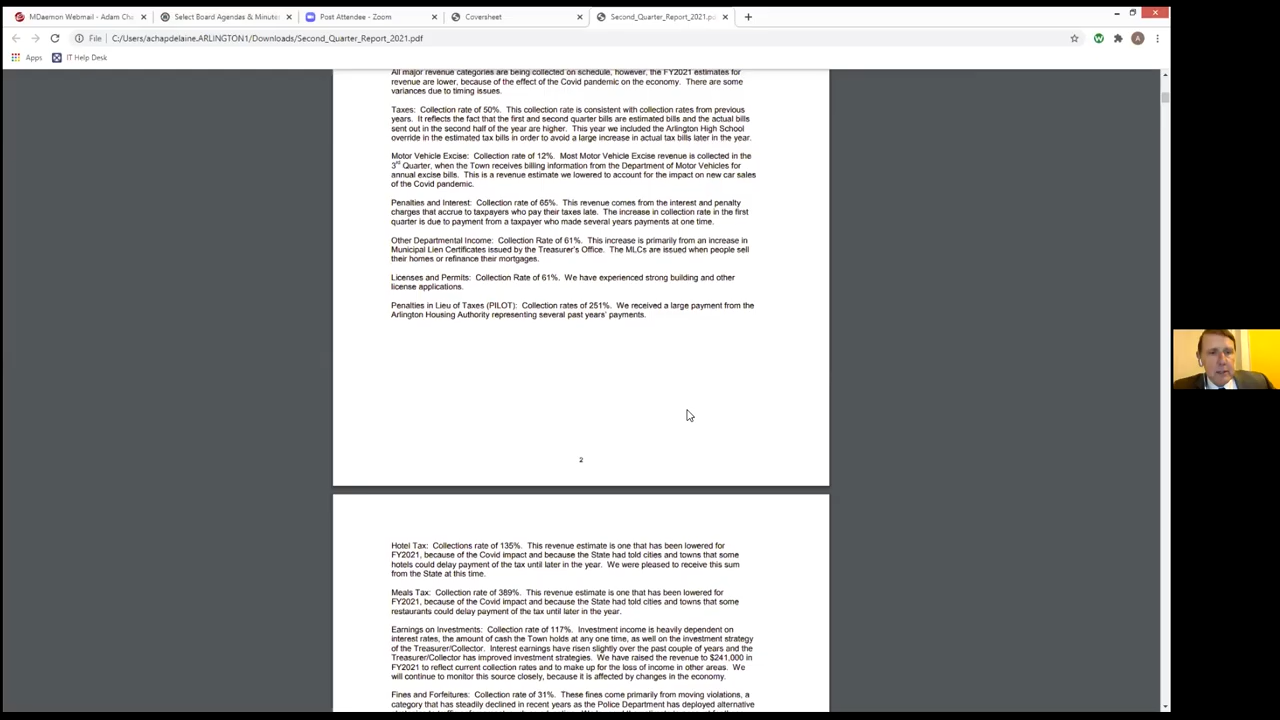 MDaemon Webmail - Adam Cha
Select Board Agendas & Minute
Post Attendee - Zoom
Coversheet
Second_Quarter_Report_2021.p
File
C:/Users/achapdelaine.ARLINGTON1/Downloads/Second_Quarter_Report_2021.pdf
A
Apps
IT Help Desk
All major revenue categories are being collected on schedule, however, the FY2021 estimates for
revenue are lower, because of the effect of the Covid pandemic on the economy. There are some
variances due to timing issues.
Taxes: Collection rate of 50%. This collection rate is consistent with collection rates from previous
years. It reflects the fact that the first and second quarter bills are estimated bills and the actual bills
sent out in the second half of the year are higher. This year we included the Arlington High School
override in the estimated tax bills in order to avoid a large increase in actual tax bills later in the year.
Motor Vehicle Excise: Collection rate of 12%. Most Motor Vehicle Excise revenue is collected in the
3rd Quarter, when the Town receives billing information from the Department of Motor Vehicles for
annual excise bills. This is a revenue estimate we lowered to account for the impact on new car sales
of the Covid pandemic.
Penalties and Interest: Collection rate of 65%. This revenue comes from the interest and penalty
charges that accrue to taxpayers who pay their taxes late. The increase in collection rate in the first
quarter is due to payment from a taxpayer who made several years payments at one time.
Other Departmental Income: Collection Rate of 61%. This increase is primarily from an increase in
Municipal Lien Certificates issued by the Treasurer's Office. The MLCs are issued when people sell
their homes or refinance their mortgages.
Licenses and Permits: Collection Rate of 61%. We have experienced strong building and other
license applications.
Penalties in Lieu of Taxes (PILOT): Collection rates of 251%. We received a large payment from the
Arlington Housing Authority representing several past years' payments.
2
Hotel Tax: Collections rate of 135%. This revenue estimate is one that has been lowered for
FY2021, because of the Covid impact and because the State had told cities and towns that some
hotels could delay payment of the tax until later in the year. We were pleased to receive this sum
from the State at this time.
Meals Tax: Collection rate of 389%. This revenue estimate is one that has been lowered for
FY2021, because of the Covid impact and because the State had told cities and towns that some
restaurants could delay payment of the tax until later in the year.
Earnings on Investments: Collection rate of 117%. Investment income is heavily dependent on
interest rates, the amount of cash the Town holds at any one time, as well on the investment strategy
of the Treasurer/Collector. Interest earnings have risen slightly over the past couple of years and the
Treasurer/Collector has improved investment strategies. We have raised the revenue to $241,000 in
FY2021 to reflect current collection rates and to make up for the loss of income in other areas. We
will continue to monitor this source closely, because it is affected by changes in the economy.
Fines and Forfeitures: Collection rate of 31%. These fines come primarily from moving violations, a
category that has steadily declined in recent years as the Police Department has deployed alternative